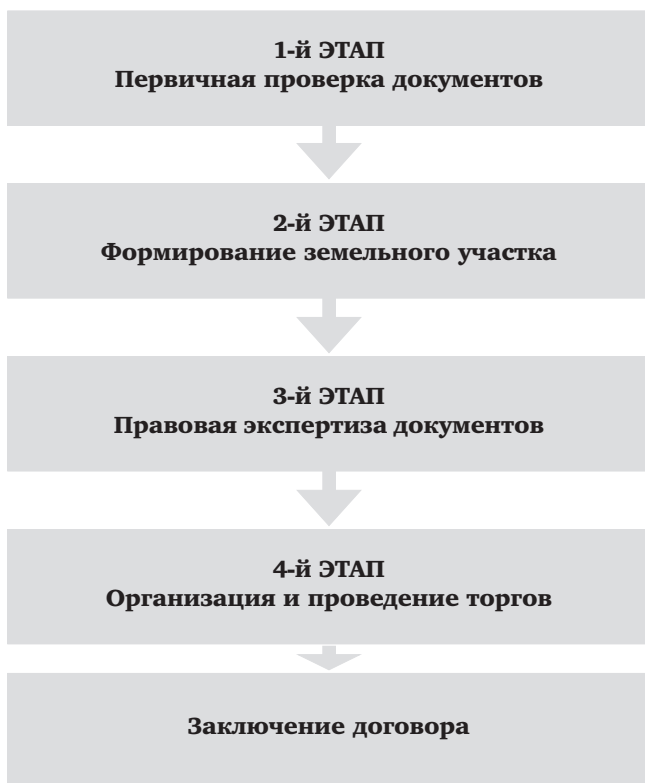 1-й ЭТАП
Первичная проверка документов
2-й ЭТАП
Формирование земельного участка
3-й ЭТАП
Правовая экспертиза документов
4-й ЭТАП
Организация и проведение торгов
Заключение договора